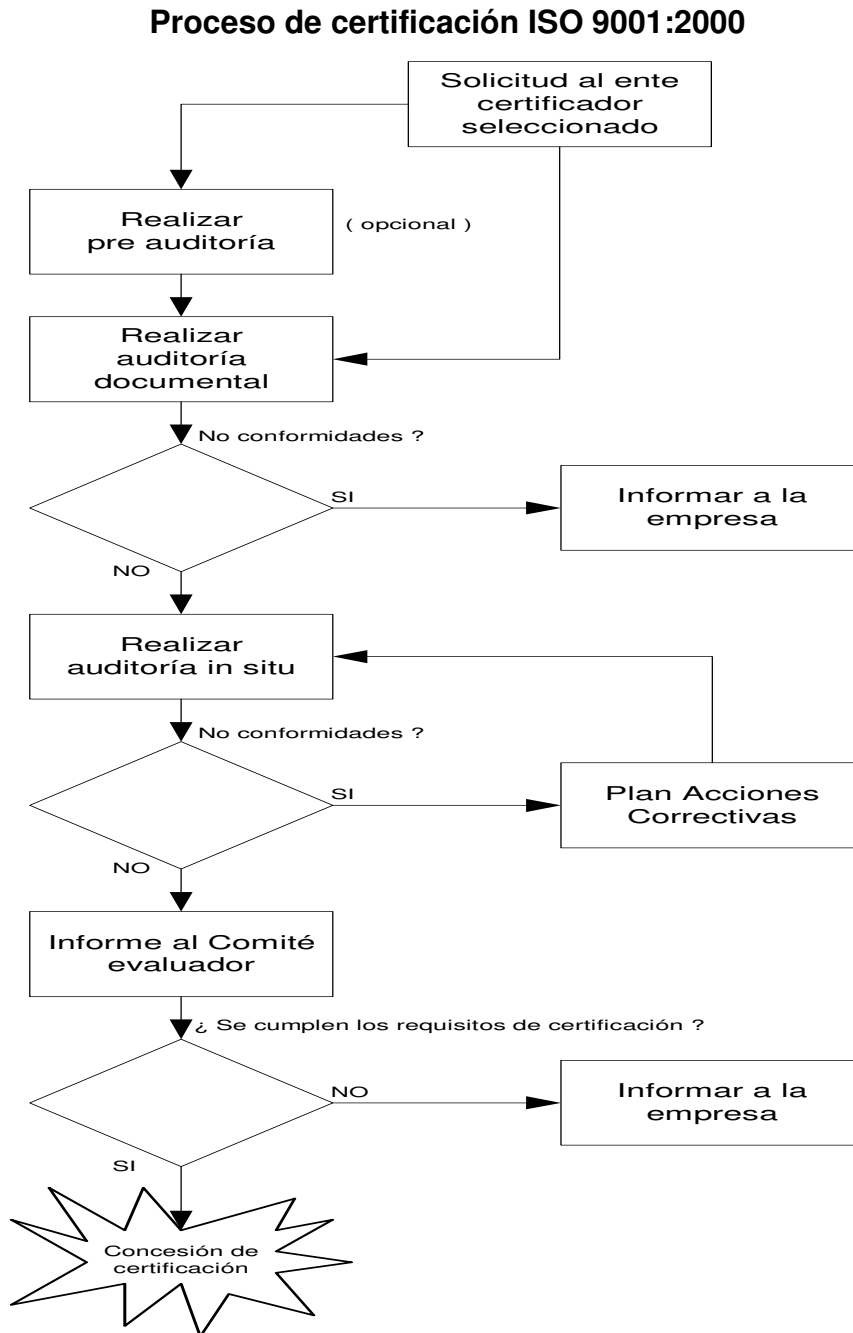 Proceso de certificación ISO 9001:2000
Solicitud al ente
certificador
seleccionado
Realizar
pre auditoría
( opcional )
Realizar
auditoría
documental
No conformidades ?
SI
Informar a la
empresa
NO
Realizar
auditoría in situ
No conformidades ?
SI
Plan Acciones
Correctivas
NO
Informe al Comité
evaluador
¿ Se cumplen los requisitos de certificación ?
NO
Informar a la
empresa
SI
Concesión de
certificación